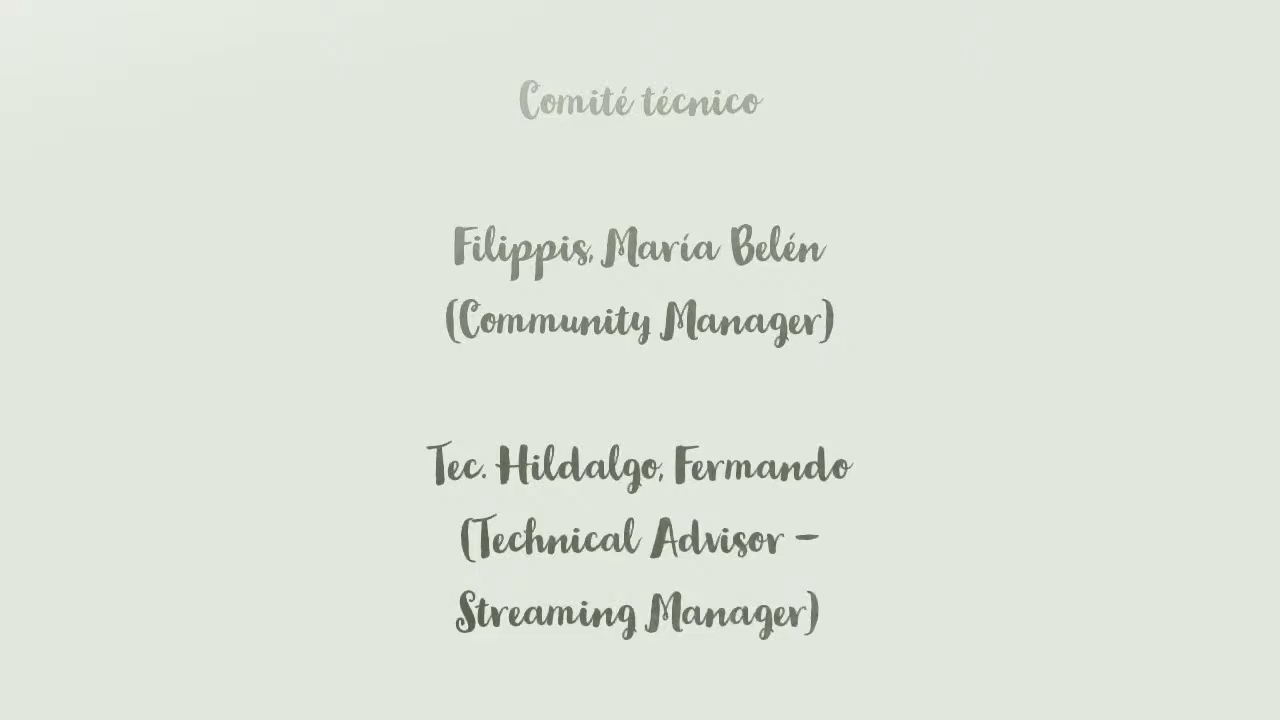 Comité técnico
Filippis, María Belén
(Community Manager)
Tec. Hildalgo, Fermando
(Technical Advisor –
Streaming Manager)